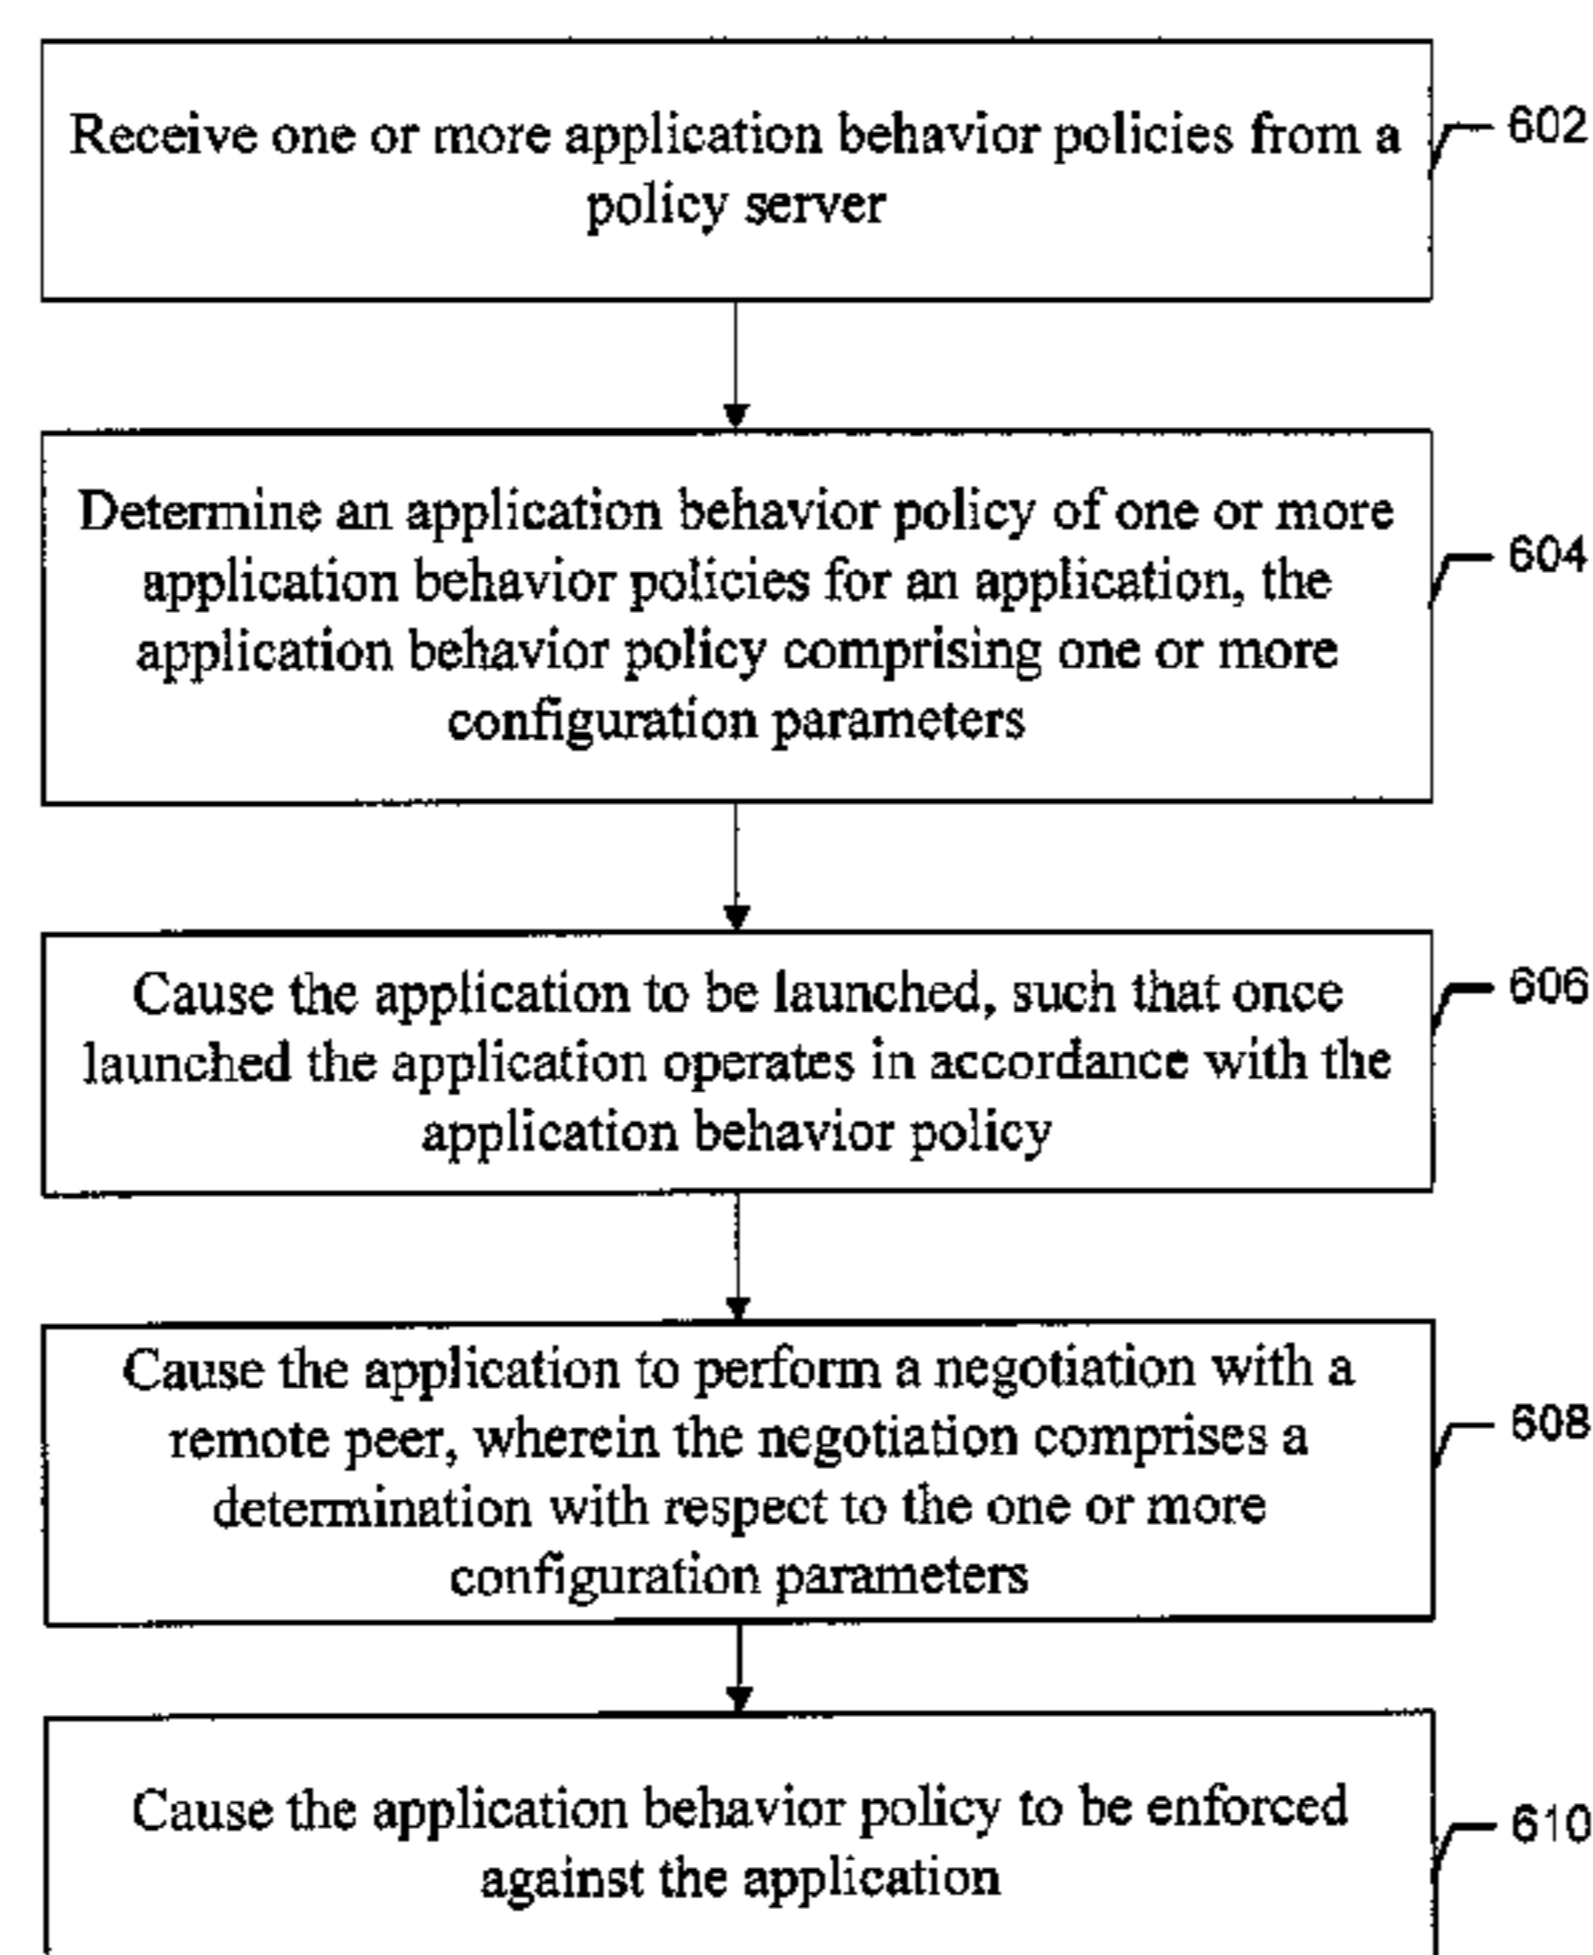 Receive one or more application behavior policies from a
policy server
602
Determine an application behavior policy of one or more
application behavior policies for an application, the
application behavior policy comprising one or more
configuration parameters
604
Cause the application to be launched, such that once
launched the application operates in accordance with the
application behavior policy
606
Cause the application to perform a negotiation with a
remote peer, wherein the negotiation comprises a
determination with respect to the one or more
configuration parameters
608
Cause the application behavior policy to be enforced
against the application
610